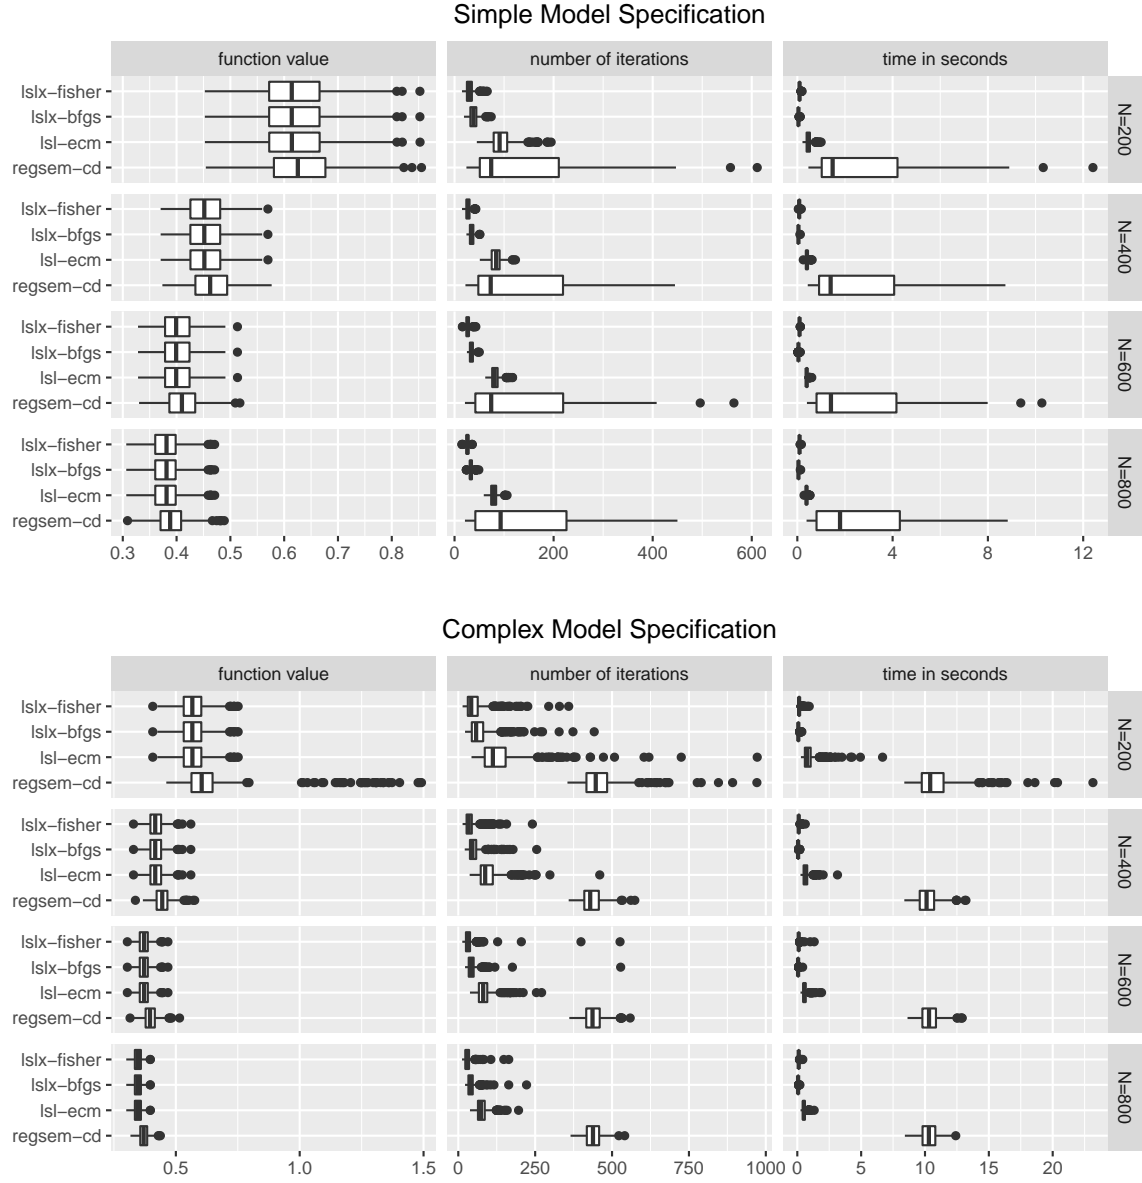 Simple Model Specification
function value number of iterations time in seconds
lslx−fisher
lslx−bfgs
lsl−ecm
regsem−cd
N=200
lslx−fisher
lslx−bfgs
lsl−ecm
regsem−cd
N=400
lslx−fisher
lslx−bfgs
lsl−ecm
regsem−cd
N=600
lslx−fisher
lslx−bfgs
lsl−ecm
regsem−cd
N=800
0.3 0.4 0.5 0.6 0.7 0.8 0 200 400 600 0 4 8 12
Complex Model Specification
function value number of iterations time in seconds
lslx−fisher
lslx−bfgs
lsl−ecm
regsem−cd
N=200
lslx−fisher
lslx−bfgs
lsl−ecm
regsem−cd
N=400
lslx−fisher
lslx−bfgs
lsl−ecm
regsem−cd
N=600
lslx−fisher
lslx−bfgs
lsl−ecm
regsem−cd
N=800
0.5 1.0 1.5 0 250 500 750 1000 0 5 10 15 20